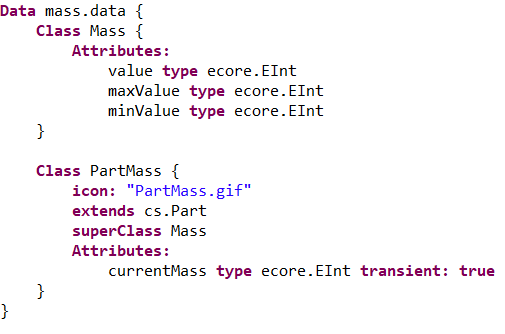 Data mass.data {
    Class Mass {
        Attributes:
            value type ecore.EInt
            maxValue type ecore.EInt
            minValue type ecore.EInt
    }

    Class PartMass {
        icon: "PartMass.gif"
        extends cs.Part
        superClass Mass
        Attributes:
            currentMass type ecore.EInt transient: true
    }
}